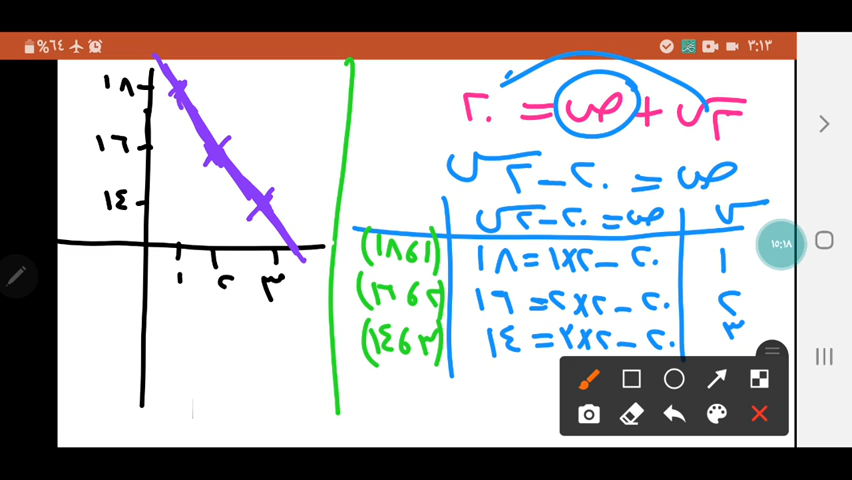 ٣:١٣
%٦٤
٢س + ص = ٢٠
ص = ٢٠ - ٢س
س
ص = ٢٠ - ٢س
١
٢٠ - ٢×١ = ١٨
(١ ، ١٨)
٢
٢٠ - ٢×٢ = ١٦
(٢ ، ١٦)
٣
٢٠ - ٢×٣ = ١٤
(٣ ، ١٤)
١٨
١٦
١٤
١
٢
٣
١٥:١٨